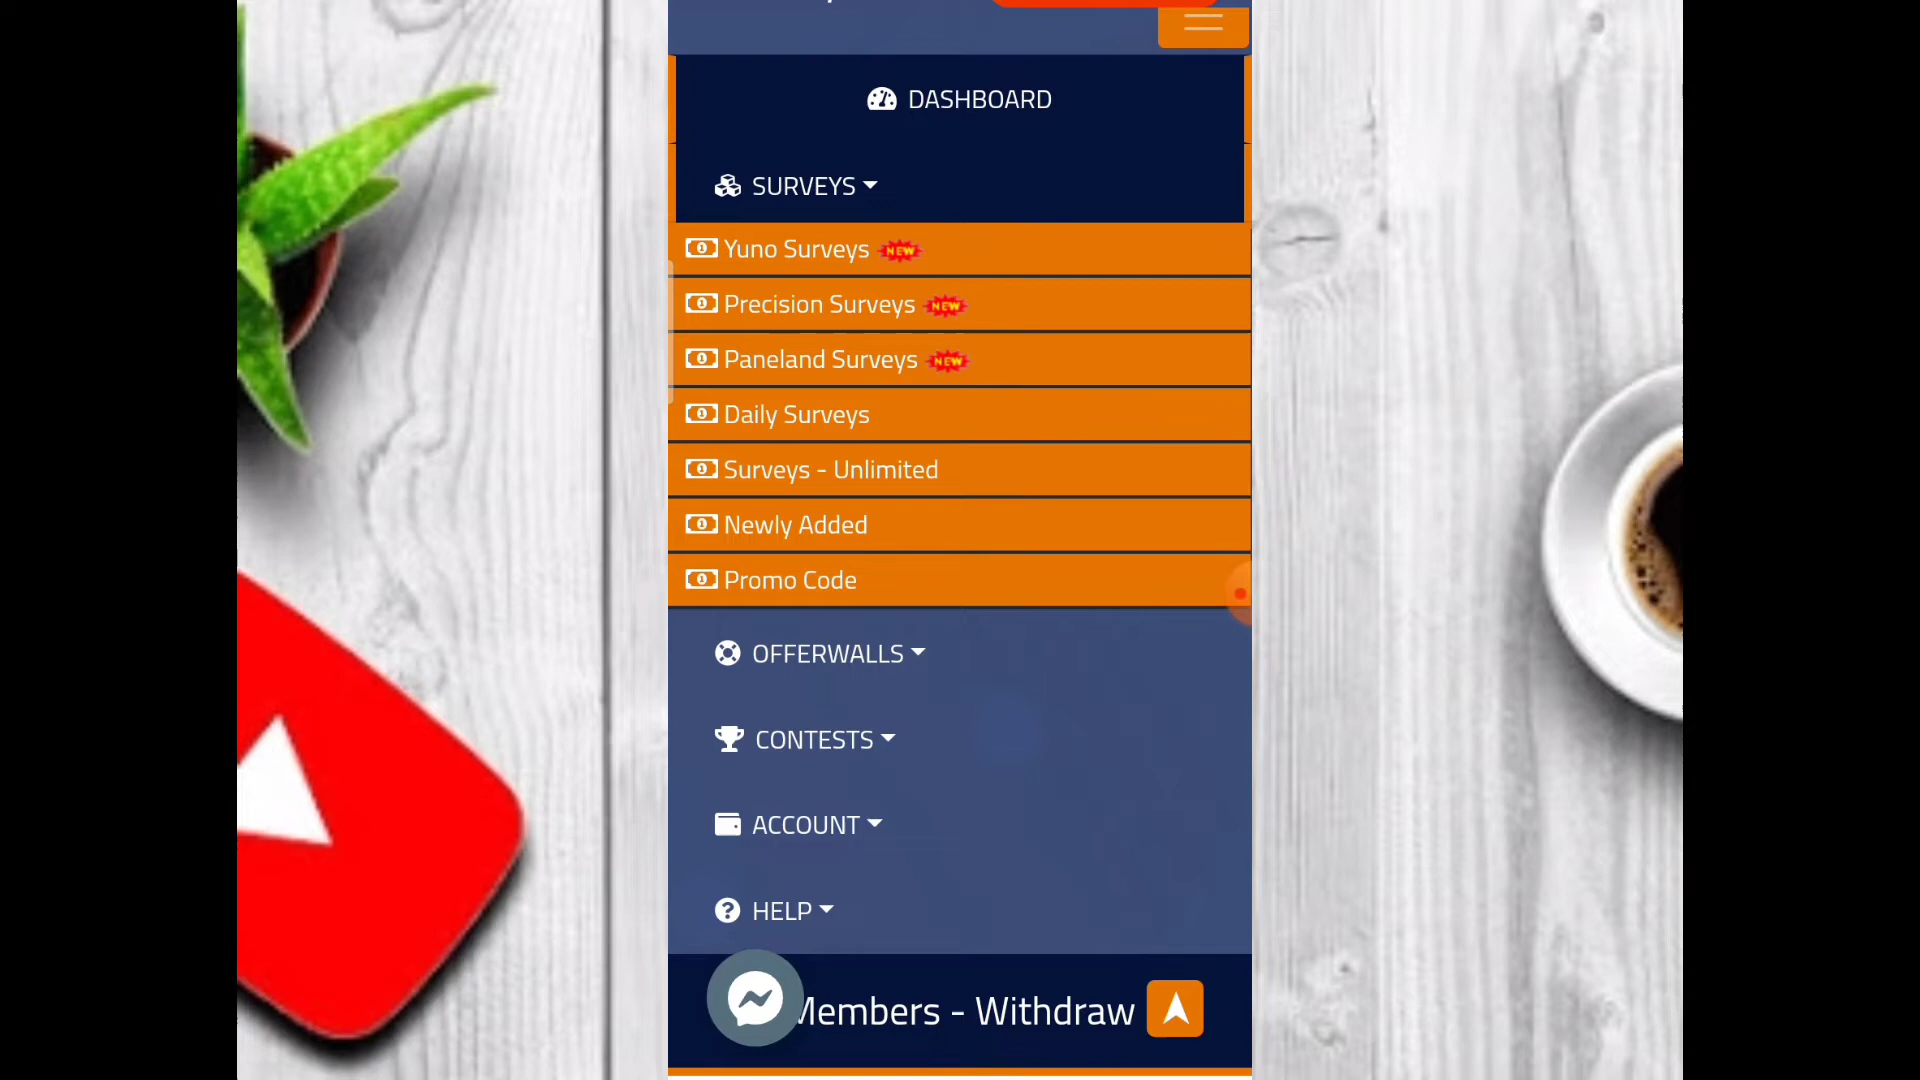 DASHBOARD
SURVEYS
Yuno Surveys NEW
Precision Surveys NEW
Paneland Surveys NEW
Daily Surveys
Surveys - Unlimited
Newly Added
Promo Code
OFFERWALLS
CONTESTS
ACCOUNT
HELP
Members - Withdraw